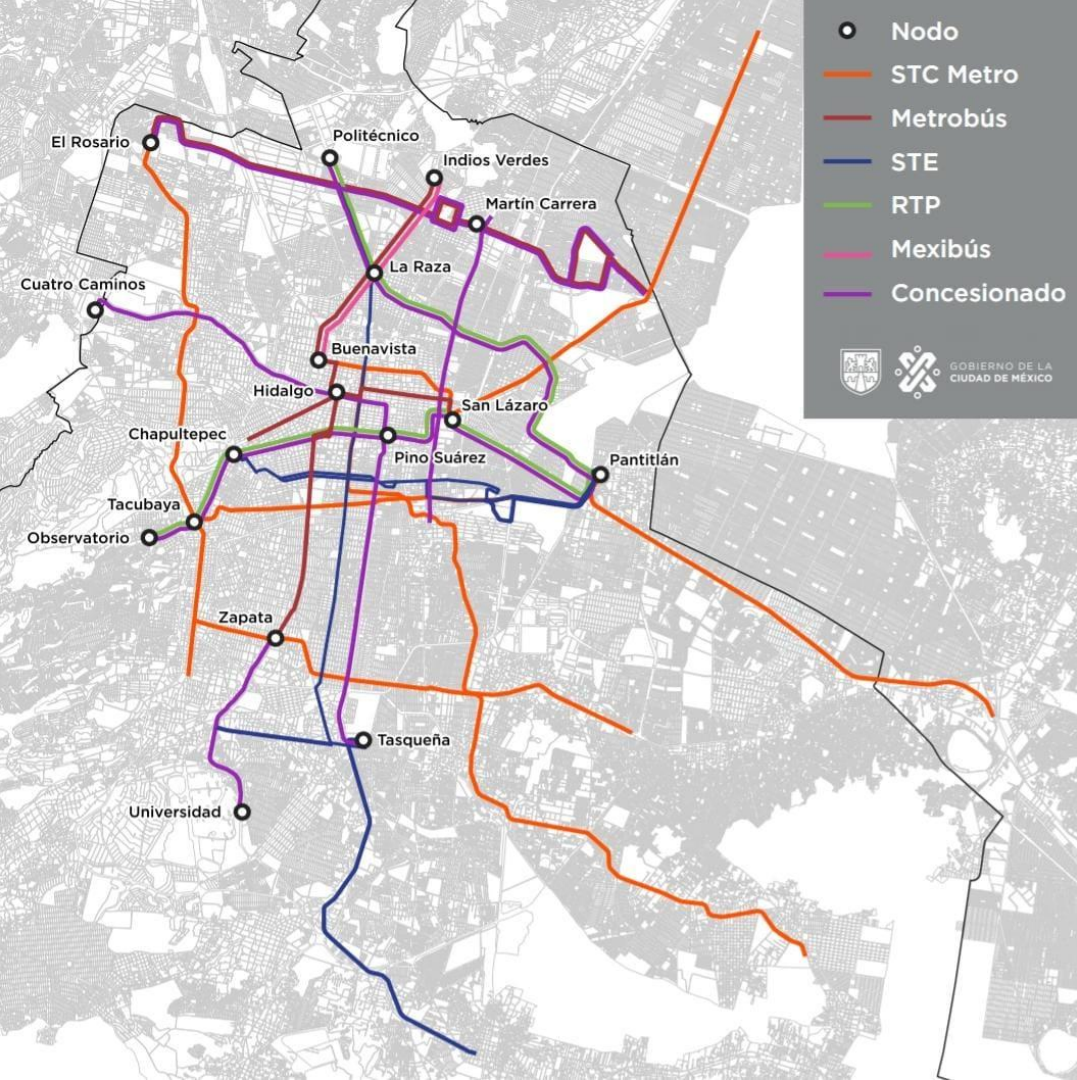 Nodo
STC Metro
Metrobús
STE
RTP
Mexibús
Concesionado
GOBIERNO DE LA
CIUDAD DE MÉXICO
El Rosario
Politécnico
Indios Verdes
Martín Carrera
La Raza
Cuatro Caminos
Buenavista
Hidalgo
San Lázaro
Chapultepec
Pino Suárez
Pantitlán
Tacubaya
Observatorio
Zapata
Tasqueña
Universidad